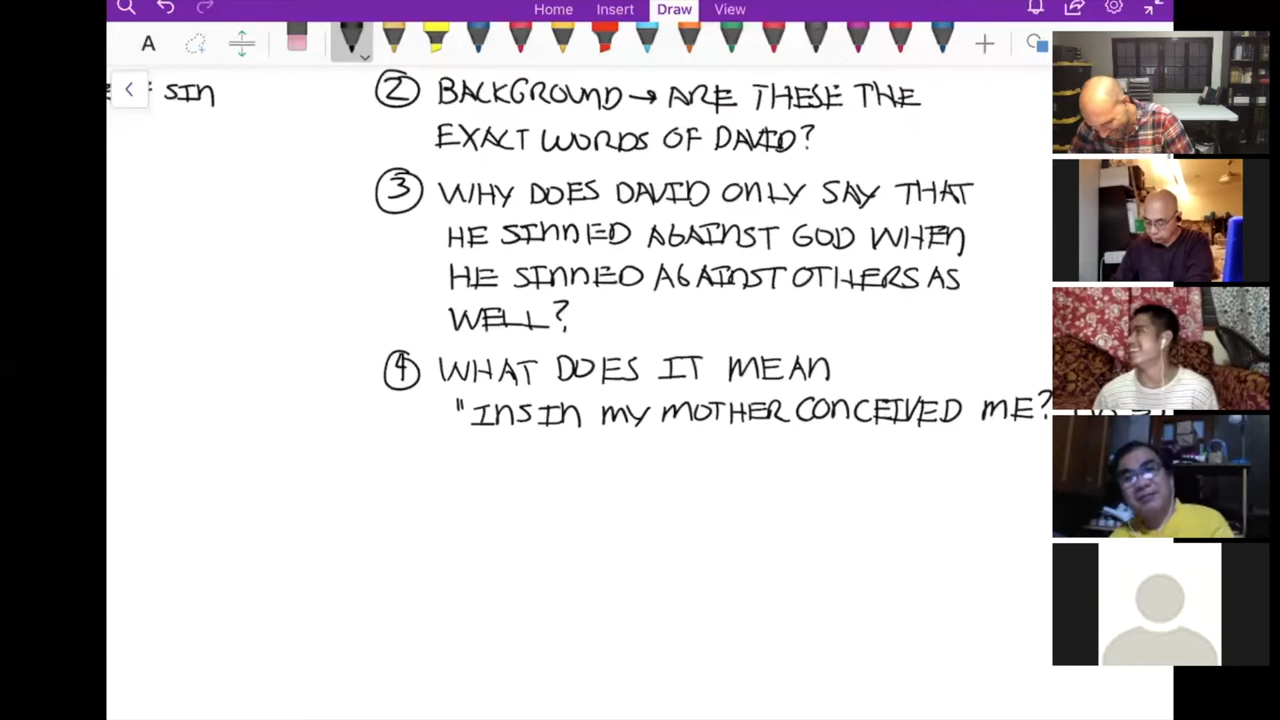 Home Insert Draw View
A
SIN
② BACKGROUND → ARE THESE THE
EXACT WORDS OF DAVID?
③ WHY DOES DAVID ONLY SAY THAT
HE SINNED AGAINST GOD WHEN
HE SINNED AGAINST OTHERS AS
WELL?
④ WHAT DOES IT MEAN
"IN SIN MY MOTHER CONCEIVED ME?